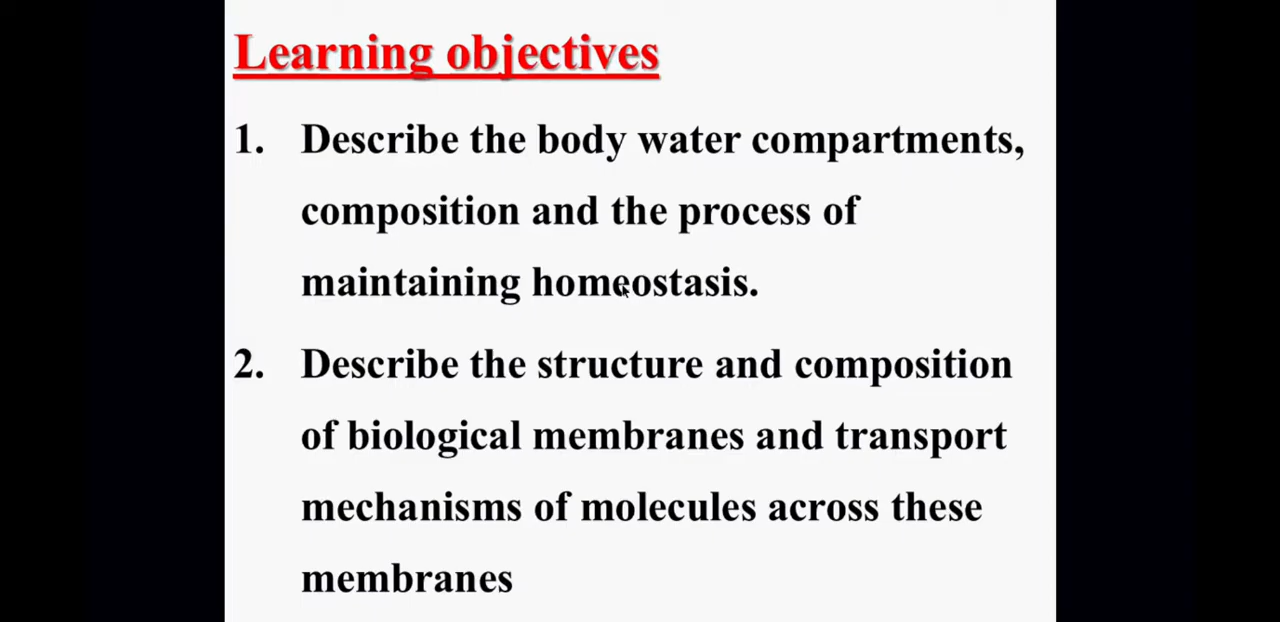 Learning objectives
1. Describe the body water compartments,
composition and the process of
maintaining homeostasis.
2. Describe the structure and composition
of biological membranes and transport
mechanisms of molecules across these
membranes